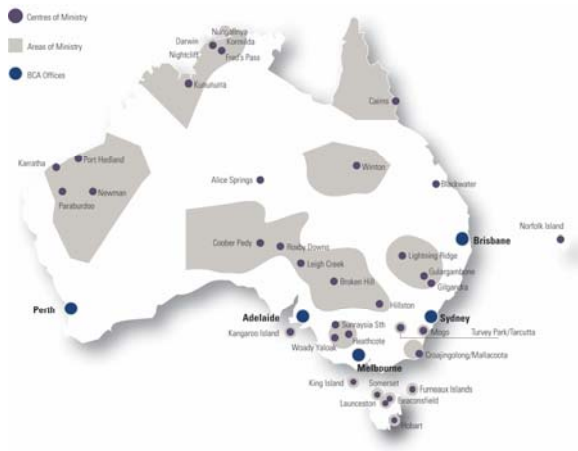 Centres of Ministry
Areas of Ministry
BCA Offices
Nungalinya
Darwin
Kormilda
Nightcliff
Fred's Pass
Kununurra
Cairns
Karratha
Port Hedland
Winton
Alice Springs
Blackwater
Paraburdoo
Newman
Norfolk Island
Coober Pedy
Roxby Downs
Brisbane
Lightning Ridge
Leigh Creek
Gulargambone
Broken Hill
Gilgandra
Perth
Hillston
Adelaide
Sydney
Sunraysia Sth
Kangaroo Island
Mogo
Turvey Park/Tarcutta
Woady Yaloak
Heathcote
Croajingolong/Mallacoota
Melbourne
King Island
Somerset
Furneaux Islands
Beaconsfield
Launceston
Hobart